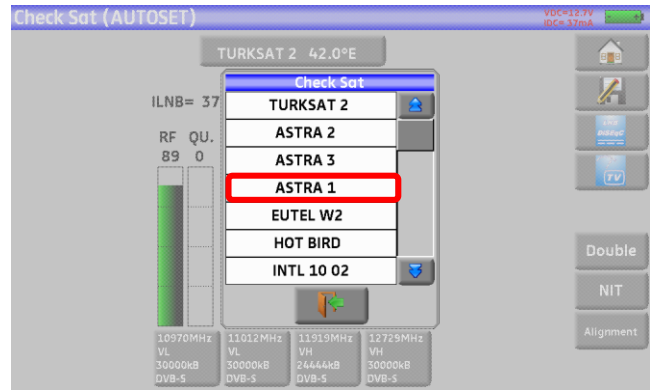 Check Sat (AUTOSET)
VDC=12.7V
IDC= 37mA
TURKSAT 2 42.0°E
Check Sat
ILNB= 37
TURKSAT 2
ASTRA 2
ASTRA 3
ASTRA 1
EUTEL W2
HOT BIRD
INTL 10 02
RF QU.
89 0
DiSEqC
TV
Double
NIT
Alignment
10970MHz
VL
30000kB
DVB-S
11012MHz
VL
30000kB
DVB-S
11919MHz
VH
24444kB
DVB-S
12729MHz
VH
30000kB
DVB-S